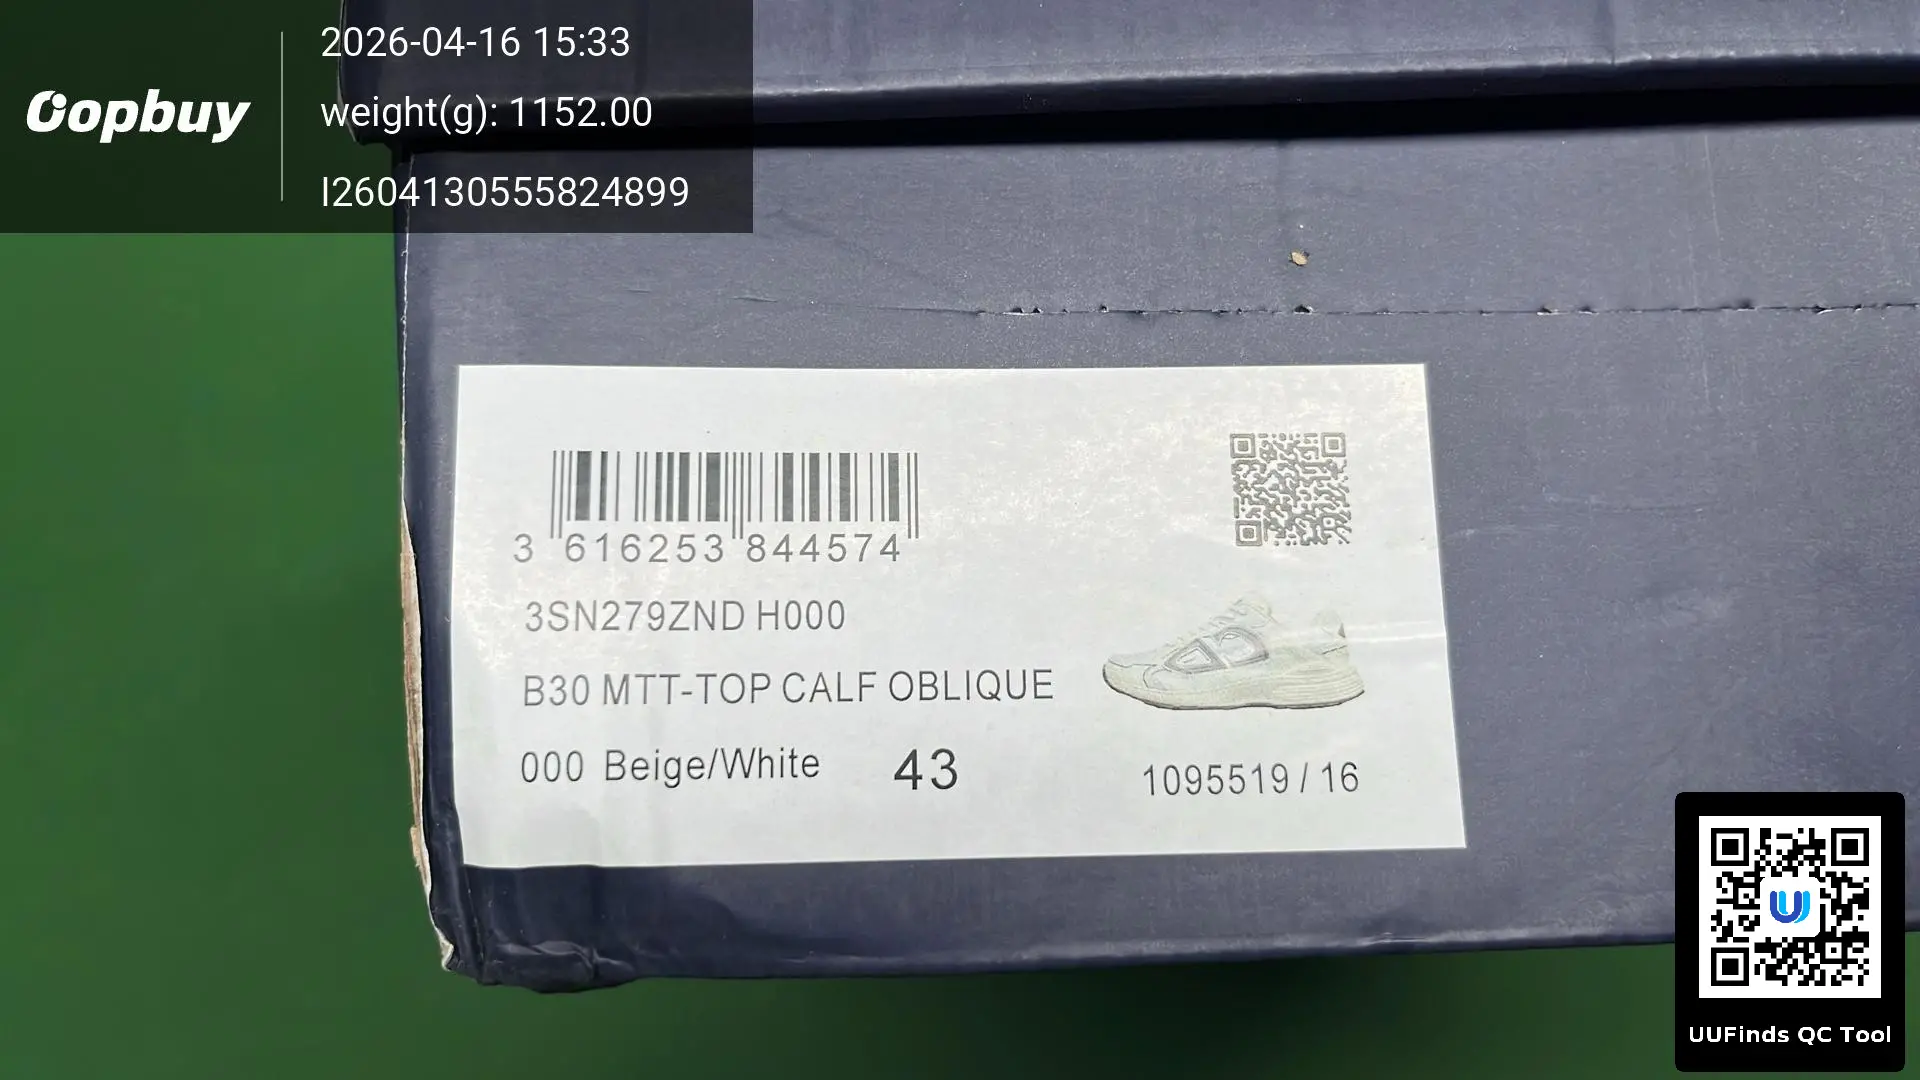 Oopbuy
2026-04-16 15:33
weight(g): 1152.00
I2604130555824899
3 616253 844574
3SN279ZND H000
B30 MTT-TOP CALF OBLIQUE
000 Beige/White 43
1095519 / 16
UUFinds QC Tool